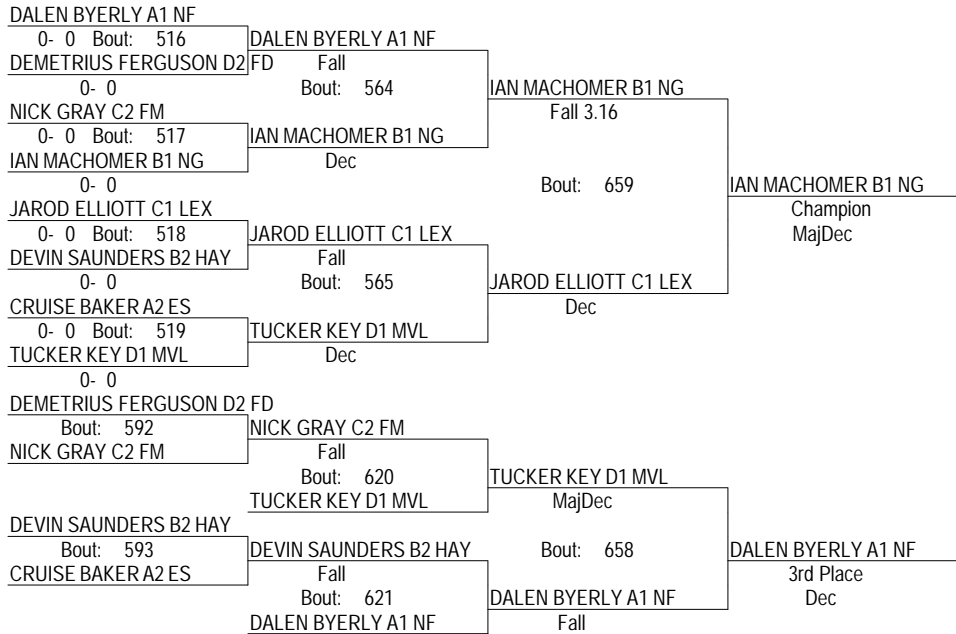 DALEN BYERLY A1 NF
0- 0 Bout: 516 DALEN BYERLY A1 NF
DEMETRIUS FERGUSON D2 FD Fall
0- 0 Bout: 564 IAN MACHOMER B1 NG
NICK GRAY C2 FM Fall 3.16
0- 0 Bout: 517 IAN MACHOMER B1 NG
IAN MACHOMER B1 NG Dec
0- 0 Bout: 659 IAN MACHOMER B1 NG
JAROD ELLIOTT C1 LEX Champion
0- 0 Bout: 518 JAROD ELLIOTT C1 LEX MajDec
DEVIN SAUNDERS B2 HAY Fall
0- 0 Bout: 565 JAROD ELLIOTT C1 LEX
CRUISE BAKER A2 ES Dec
0- 0 Bout: 519 TUCKER KEY D1 MVL
TUCKER KEY D1 MVL Dec
0- 0
DEMETRIUS FERGUSON D2 FD
Bout: 592 NICK GRAY C2 FM
NICK GRAY C2 FM Fall
Bout: 620 TUCKER KEY D1 MVL
TUCKER KEY D1 MVL MajDec
DEVIN SAUNDERS B2 HAY
Bout: 593 DEVIN SAUNDERS B2 HAY Bout: 658 DALEN BYERLY A1 NF
CRUISE BAKER A2 ES Fall 3rd Place
Bout: 621 DALEN BYERLY A1 NF Dec
DALEN BYERLY A1 NF Fall